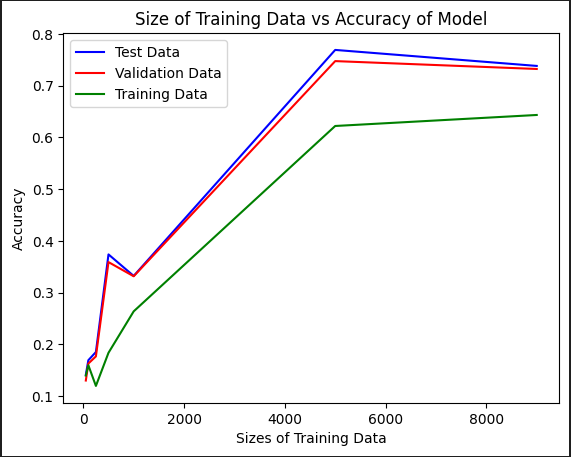 Size of Training Data vs Accuracy of Model
Test Data
Validation Data
Training Data
0.8
0.7
0.6
0.5
0.4
0.3
0.2
0.1
Accuracy
0 2000 4000 6000 8000
Sizes of Training Data